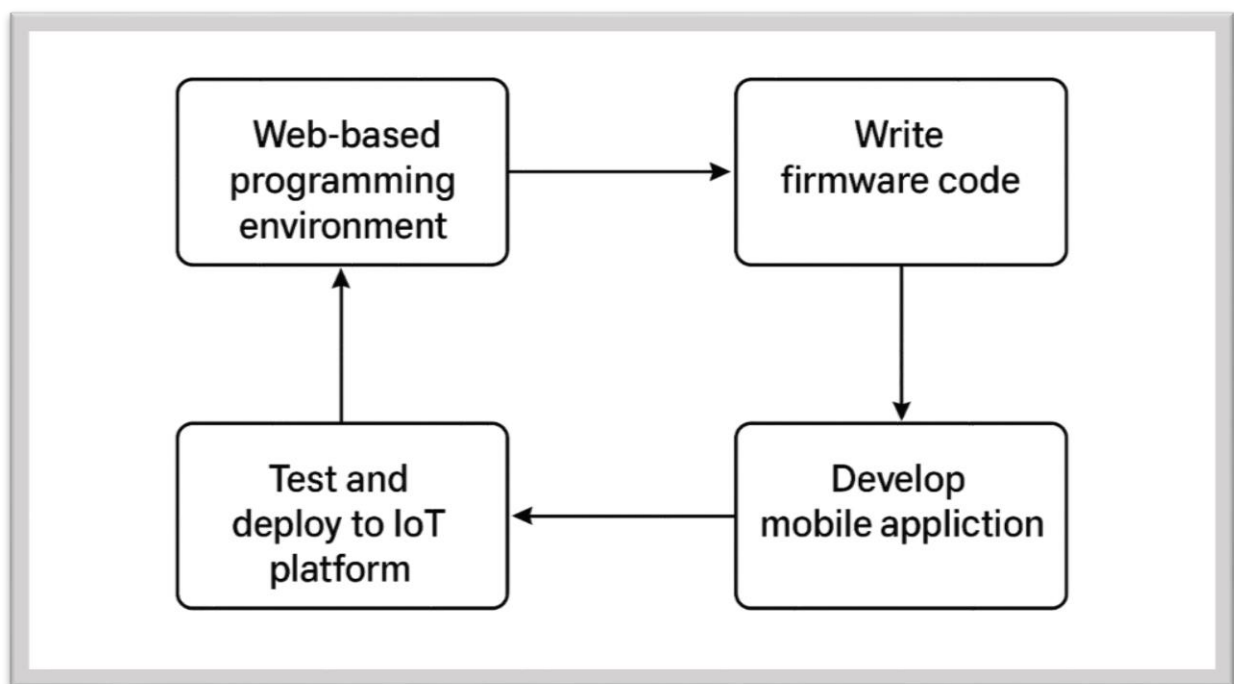 Web-based
programming
environment
Write
firmware code
Develop
mobile appliction
Test and
deploy to IoT
platform